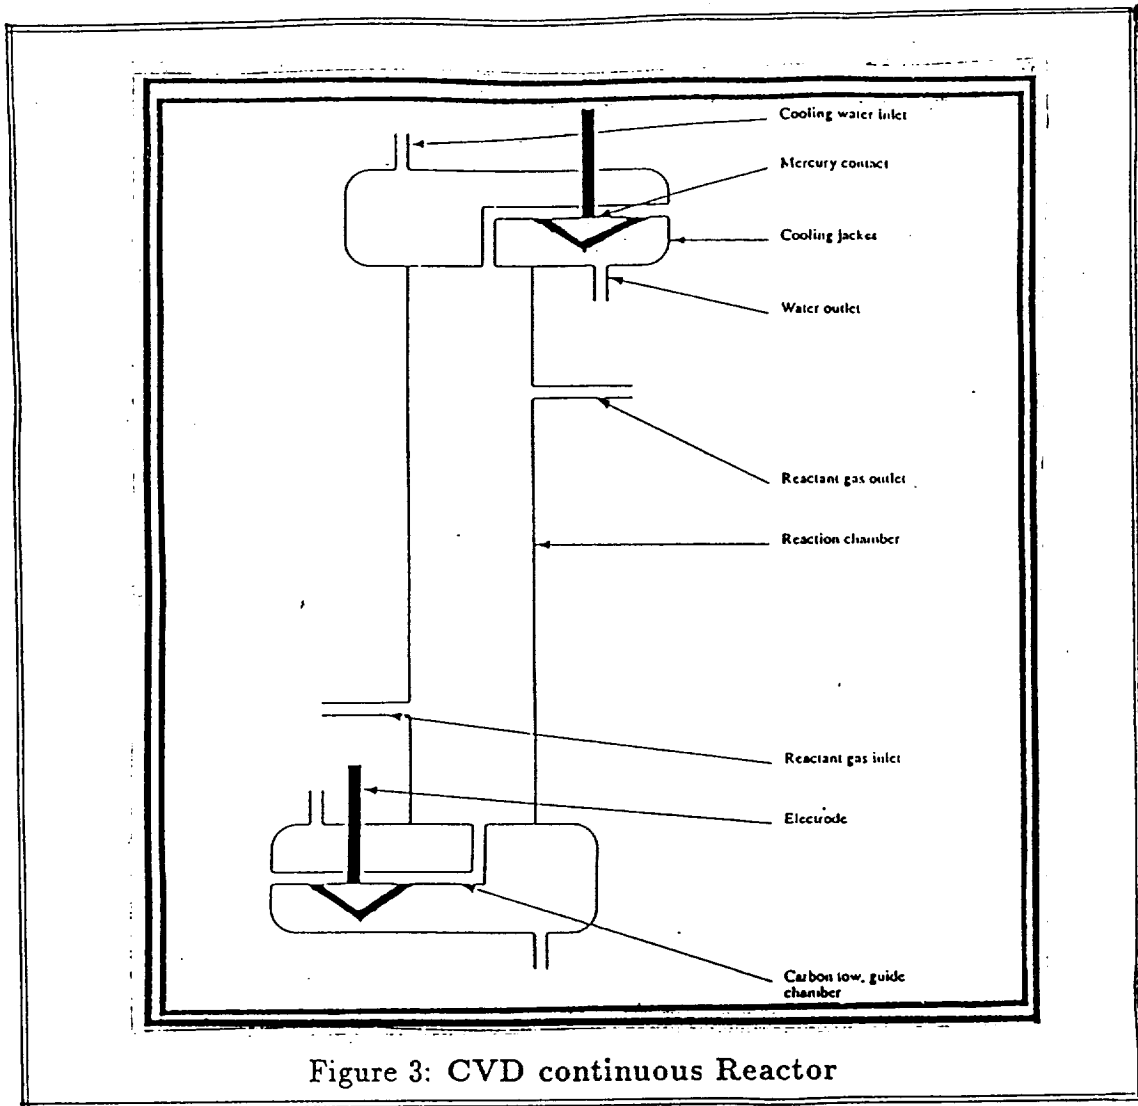 Cooling water inlet
Mercury contact
Cooling jacket
Water outlet
Reactant gas outlet
Reaction chamber
Reactant gas inlet
Electrode
Carbon tow, guide
chamber
Figure 3: CVD continuous Reactor